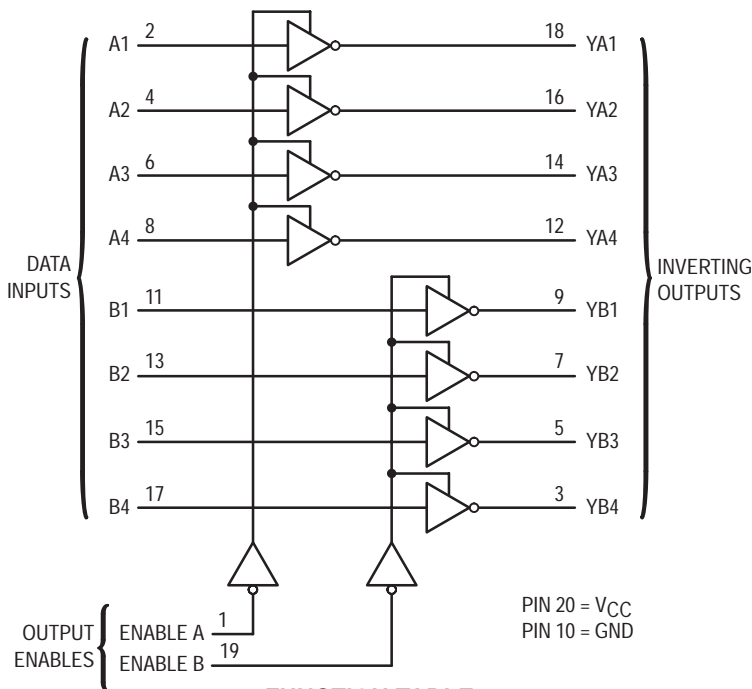 A1 2 18 YA1
A2 4 16 YA2
A3 6 14 YA3
A4 8 12 YA4
DATA
INPUTS
INVERTING
OUTPUTS
B1 11 9 YB1
B2 13 7 YB2
B3 15 5 YB3
B4 17 3 YB4
OUTPUT
ENABLES
ENABLE A 1
ENABLE B 19
PIN 20 = VCC
PIN 10 = GND